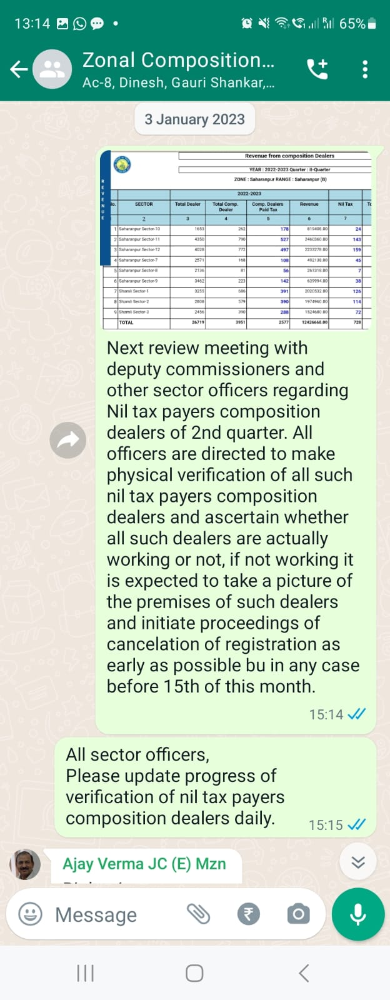 13:14
65%
Zonal Composition...
Ac-8, Dinesh, Gauri Shankar,...
3 January 2023
REVENUE
Revenue from composition Dealers
YEAR : 2022-2023 Quarter : II-Quarter
ZONE : Saharanpur RANGE : Saharanpur (B)
2022-2023
No. SECTOR Total Dealer Total Comp. Dealer Comp. Dealers Paid Tax Revenue Nil Tax
2 3 4 5 6 7
1 Saharanpur Sector-10 1653 262 178 819408.00 24
2 Saharanpur Sector-11 4350 790 527 2460360.00 143
3 Saharanpur Sector-12 4028 772 497 2233278.00 159
4 Saharanpur Sector-7 2571 168 108 492138.00 45
5 Saharanpur Sector-8 2136 81 56 261318.00 7
6 Saharanpur Sector-9 3462 223 142 639994.00 38
7 Shamli Sector-1 3255 686 391 2020532.00 126
8 Shamli Sector-2 2808 579 390 1974960.00 114
9 Shamli Sector-3 2456 390 288 1524680.00 72
TOTAL 26719 3951 2577 12426668.00 728
Next review meeting with
deputy commissioners and
other sector officers regarding
Nil tax payers composition
dealers of 2nd quarter. All
officers are directed to make
physical verification of all such
nil tax payers composition
dealers and ascertain whether
all such dealers are actually
working or not, if not working it
is expected to take a picture of
the premises of such dealers
and initiate proceedings of
cancelation of registration as
early as possible bu in any case
before 15th of this month.
15:14
All sector officers,
Please update progress of
verification of nil tax payers
composition dealers daily.
15:15
Ajay Verma JC (E) Mzn
Message